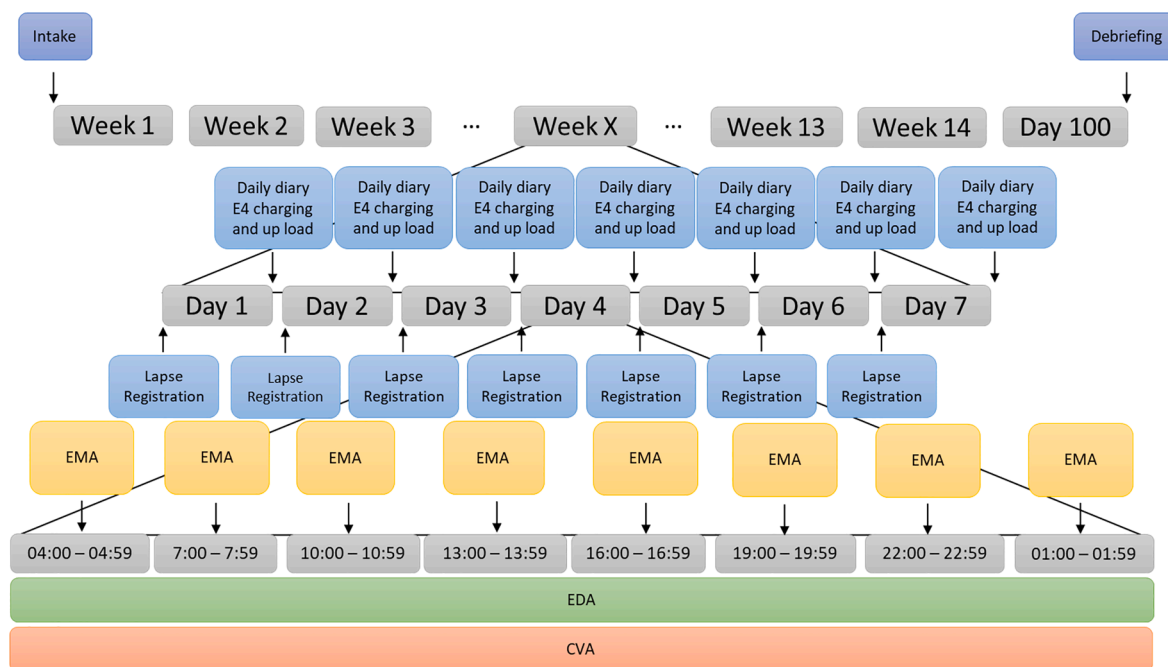 Intake
Debriefing
Week 1
Week 2
Week 3
...
Week X
...
Week 13
Week 14
Day 100
Daily diary
E4 charging
and up load
Daily diary
E4 charging
and up load
Daily diary
E4 charging
and up load
Daily diary
E4 charging
and up load
Daily diary
E4 charging
and up load
Daily diary
E4 charging
and up load
Daily diary
E4 charging
and up load
Day 1
Day 2
Day 3
Day 4
Day 5
Day 6
Day 7
Lapse
Registration
Lapse
Registration
Lapse
Registration
Lapse
Registration
Lapse
Registration
Lapse
Registration
Lapse
Registration
EMA
EMA
EMA
EMA
EMA
EMA
EMA
EMA
04:00 – 04:59
7:00 – 7:59
10:00 – 10:59
13:00 – 13:59
16:00 – 16:59
19:00 – 19:59
22:00 – 22:59
01:00 – 01:59
EDA
CVA